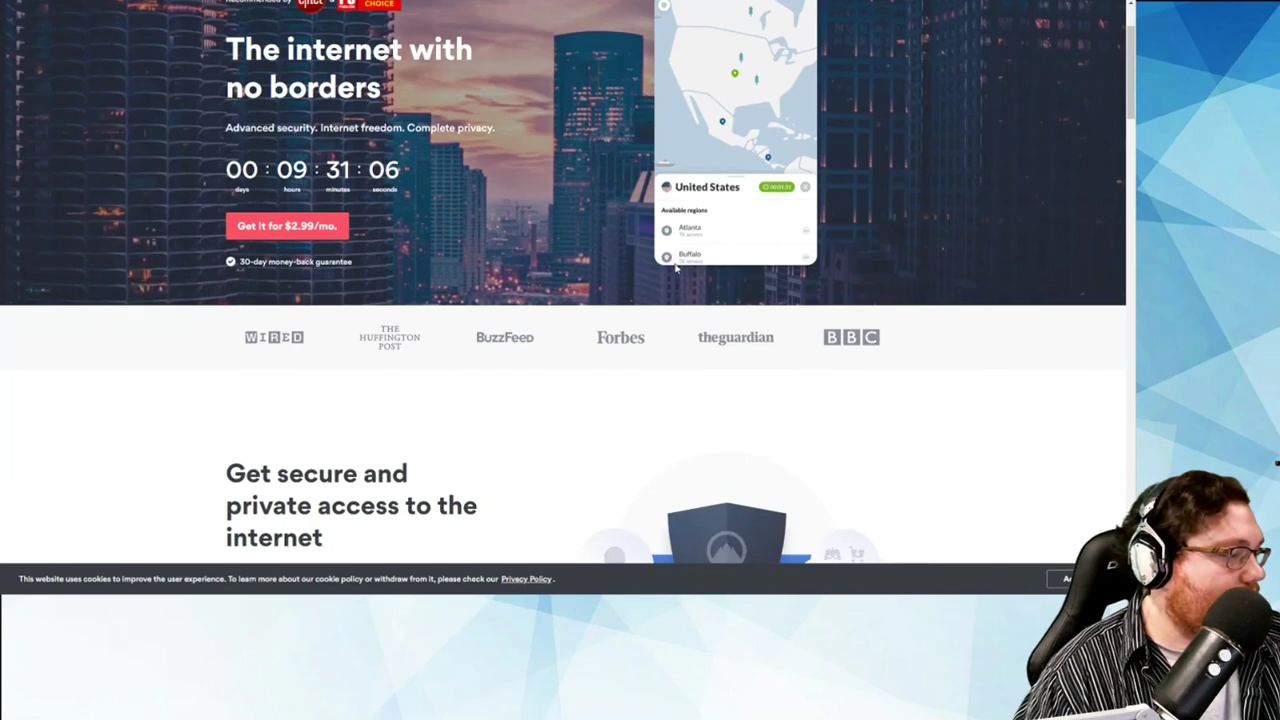 Recommended by cnet &
CHOICE
The internet with
no borders
Advanced security. Internet freedom. Complete privacy.
00 : 09 : 31 : 06
days hours minutes seconds
Get it for $2.99/mo.
30-day money-back guarantee
United States
Available regions
Atlanta
Buffalo
WIRED
THE
HUFFINGTON
POST
BuzzFeed
Forbes
theguardian
BBC
Get secure and
private access to the
internet
This website uses cookies to improve the user experience. To learn more about our cookie policy or withdraw from it, please check our Privacy Policy.